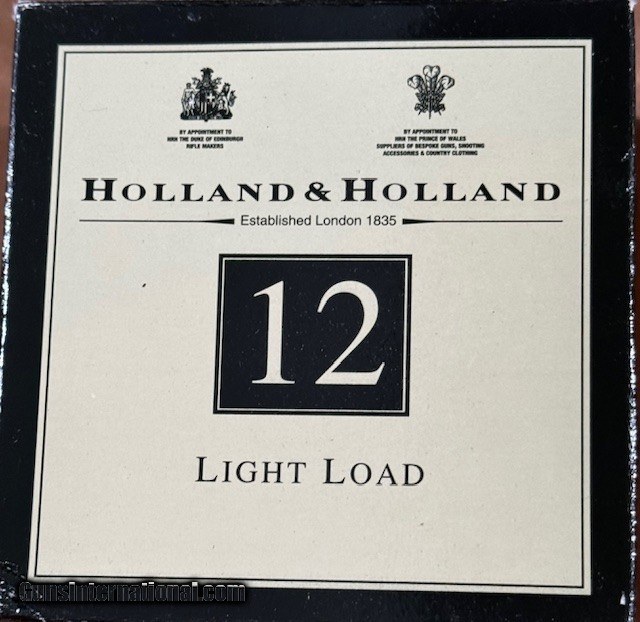 BY APPOINTMENT TO
HRH THE DUKE OF EDINBURGH
RIFLE MAKERS
BY APPOINTMENT TO
HRH THE PRINCE OF WALES
SUPPLIERS OF BESPOKE GUNS, SHOOTING
ACCESSORIES & COUNTRY CLOTHING
HOLLAND & HOLLAND
Established London 1835
12
LIGHT LOAD
GunsInternational.com